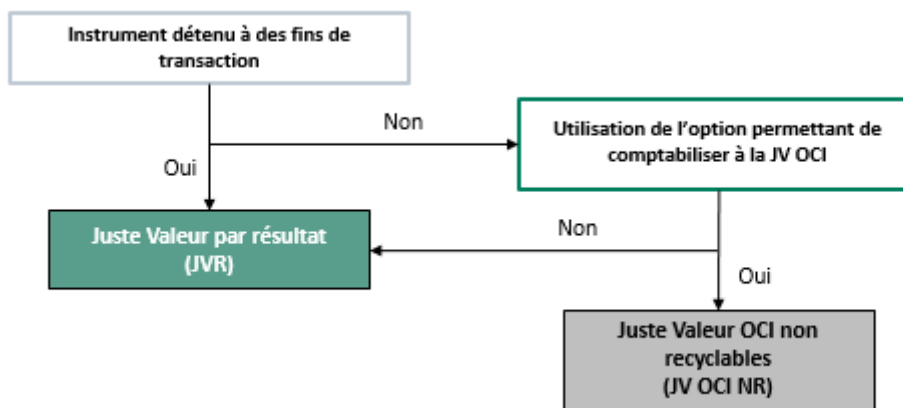 Instrument détenu à des fins de
transaction
Non
Utilisation de l'option permettant de
comptabiliser à la JV OCI
Oui
Juste Valeur par résultat
(JVR)
Non
Oui
Juste Valeur OCI non
recyclables
(JV OCI NR)